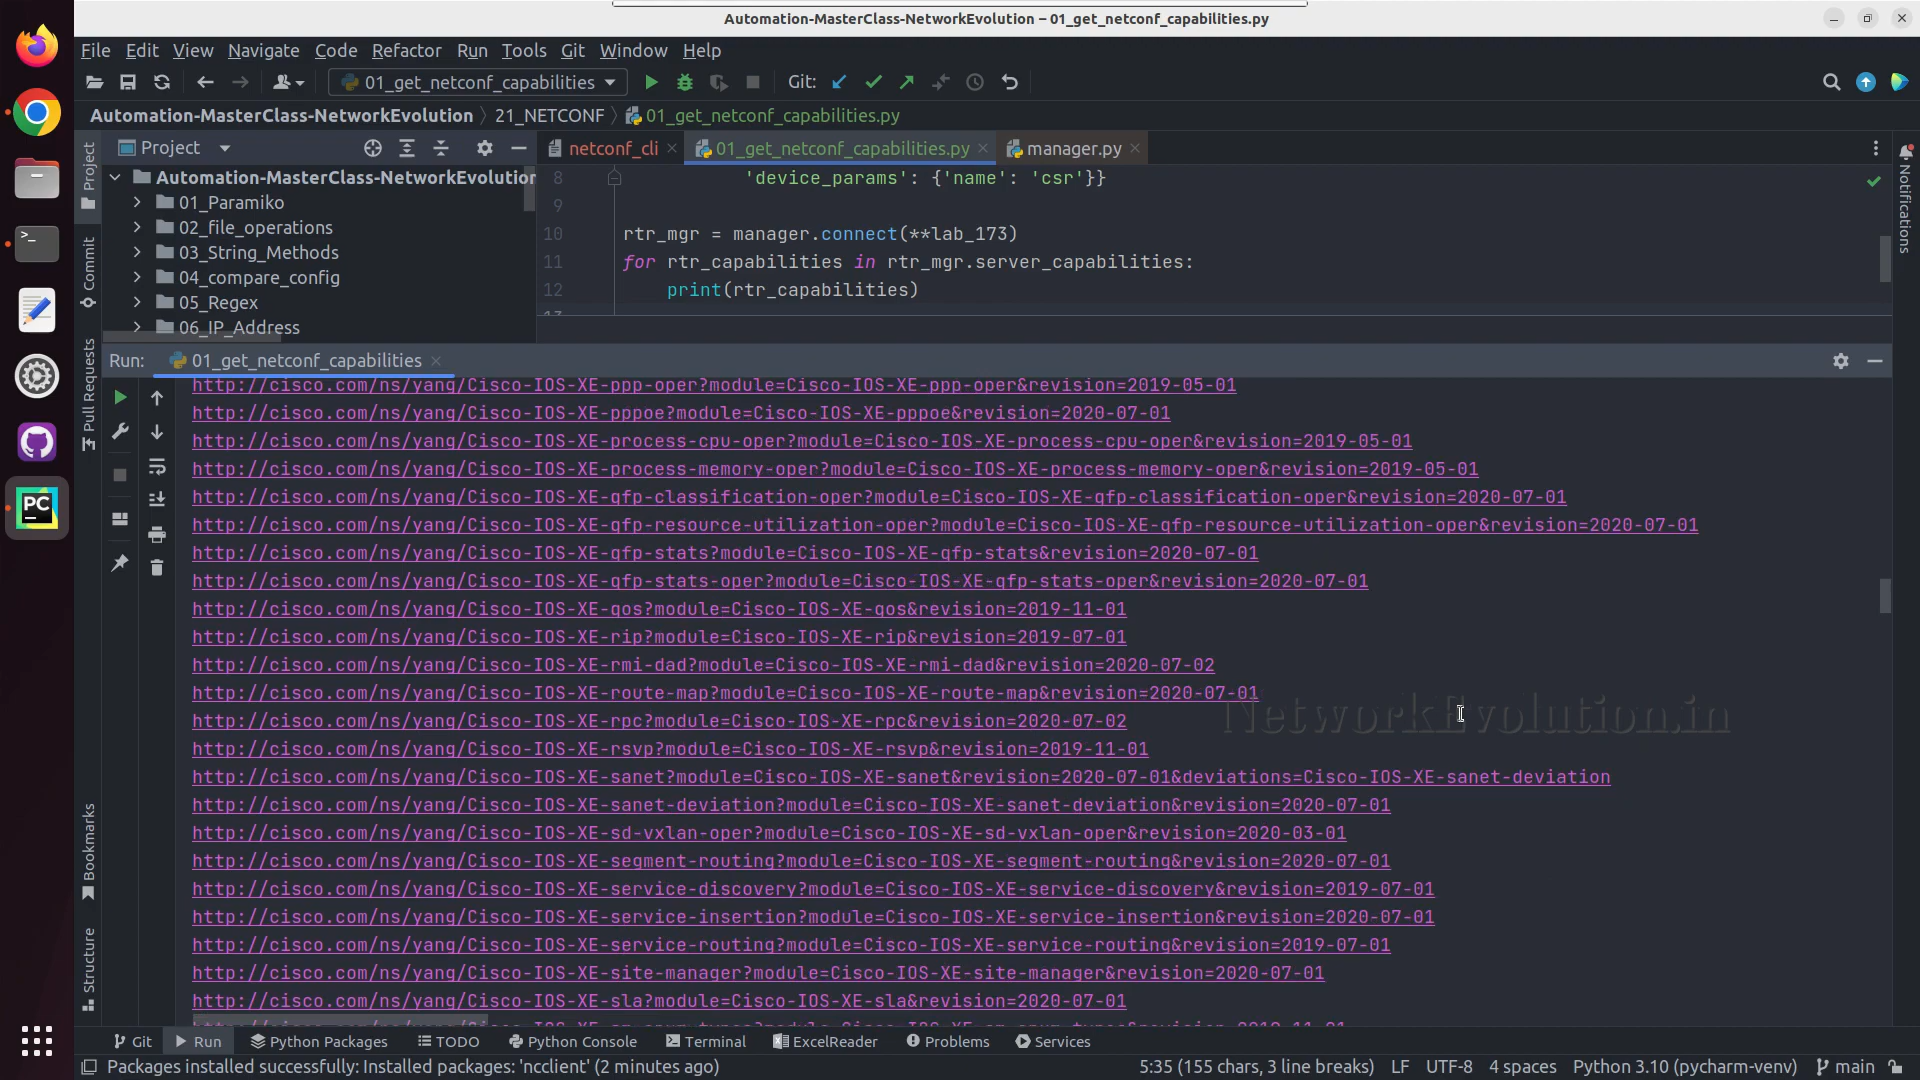 Automation-MasterClass-NetworkEvolution – 01_get_netconf_capabilities.py
File Edit View Navigate Code Refactor Run Tools Git Window Help
01_get_netconf_capabilities Git:
Automation-MasterClass-NetworkEvolution 21_NETCONF 01_get_netconf_capabilities.py
Project
netconf_cli 01_get_netconf_capabilities.py manager.py
Automation-MasterClass-NetworkEvolution
01_Paramiko
02_file_operations
03_String_Methods
04_compare_config
05_Regex
06_IP_Address
8 'device_params': {'name': 'csr'}}
9
10 rtr_mgr = manager.connect(**lab_173)
11 for rtr_capabilities in rtr_mgr.server_capabilities:
12 print(rtr_capabilities)
Project
Commit
Pull Requests
Bookmarks
Structure
Notifications
Run: 01_get_netconf_capabilities
http://cisco.com/ns/yang/Cisco-IOS-XE-ppp-oper?module=Cisco-IOS-XE-ppp-oper&revision=2019-05-01
http://cisco.com/ns/yang/Cisco-IOS-XE-pppoe?module=Cisco-IOS-XE-pppoe&revision=2020-07-01
http://cisco.com/ns/yang/Cisco-IOS-XE-process-cpu-oper?module=Cisco-IOS-XE-process-cpu-oper&revision=2019-05-01
http://cisco.com/ns/yang/Cisco-IOS-XE-process-memory-oper?module=Cisco-IOS-XE-process-memory-oper&revision=2019-05-01
http://cisco.com/ns/yang/Cisco-IOS-XE-qfp-classification-oper?module=Cisco-IOS-XE-qfp-classification-oper&revision=2020-07-01
http://cisco.com/ns/yang/Cisco-IOS-XE-qfp-resource-utilization-oper?module=Cisco-IOS-XE-qfp-resource-utilization-oper&revision=2020-07-01
http://cisco.com/ns/yang/Cisco-IOS-XE-qfp-stats?module=Cisco-IOS-XE-qfp-stats&revision=2020-07-01
http://cisco.com/ns/yang/Cisco-IOS-XE-qfp-stats-oper?module=Cisco-IOS-XE-qfp-stats-oper&revision=2020-07-01
http://cisco.com/ns/yang/Cisco-IOS-XE-qos?module=Cisco-IOS-XE-qos&revision=2019-11-01
http://cisco.com/ns/yang/Cisco-IOS-XE-rip?module=Cisco-IOS-XE-rip&revision=2019-07-01
http://cisco.com/ns/yang/Cisco-IOS-XE-rmi-dad?module=Cisco-IOS-XE-rmi-dad&revision=2020-07-02
http://cisco.com/ns/yang/Cisco-IOS-XE-route-map?module=Cisco-IOS-XE-route-map&revision=2020-07-01
NetworkEvolution.in
http://cisco.com/ns/yang/Cisco-IOS-XE-rpc?module=Cisco-IOS-XE-rpc&revision=2020-07-02
http://cisco.com/ns/yang/Cisco-IOS-XE-rsvp?module=Cisco-IOS-XE-rsvp&revision=2019-11-01
http://cisco.com/ns/yang/Cisco-IOS-XE-sanet?module=Cisco-IOS-XE-sanet&revision=2020-07-01&deviations=Cisco-IOS-XE-sanet-deviation
http://cisco.com/ns/yang/Cisco-IOS-XE-sanet-deviation?module=Cisco-IOS-XE-sanet-deviation&revision=2020-07-01
http://cisco.com/ns/yang/Cisco-IOS-XE-sd-vxlan-oper?module=Cisco-IOS-XE-sd-vxlan-oper&revision=2020-03-01
http://cisco.com/ns/yang/Cisco-IOS-XE-segment-routing?module=Cisco-IOS-XE-segment-routing&revision=2020-07-01
http://cisco.com/ns/yang/Cisco-IOS-XE-service-discovery?module=Cisco-IOS-XE-service-discovery&revision=2019-07-01
http://cisco.com/ns/yang/Cisco-IOS-XE-service-insertion?module=Cisco-IOS-XE-service-insertion&revision=2020-07-01
http://cisco.com/ns/yang/Cisco-IOS-XE-service-routing?module=Cisco-IOS-XE-service-routing&revision=2019-07-01
http://cisco.com/ns/yang/Cisco-IOS-XE-site-manager?module=Cisco-IOS-XE-site-manager&revision=2020-07-01
http://cisco.com/ns/yang/Cisco-IOS-XE-sla?module=Cisco-IOS-XE-sla&revision=2020-07-01
Git Run Python Packages TODO Python Console Terminal ExcelReader Problems Services
Packages installed successfully: Installed packages: 'ncclient' (2 minutes ago) 5:35 (155 chars, 3 line breaks) LF UTF-8 4 spaces Python 3.10 (pycharm-venv) main